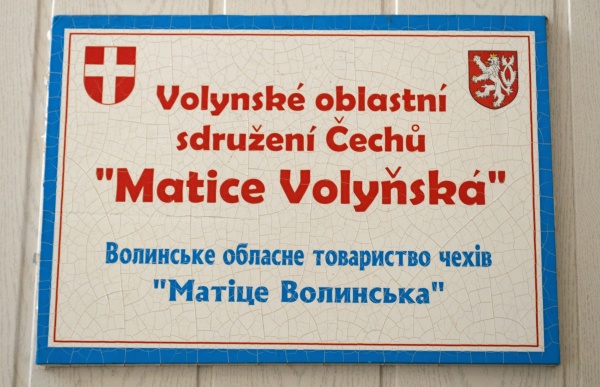 Volynské oblastní
sdružení Čechů
"Matice Volyňská"
Волинське обласне товариство чехів
"Матіце Волинська"